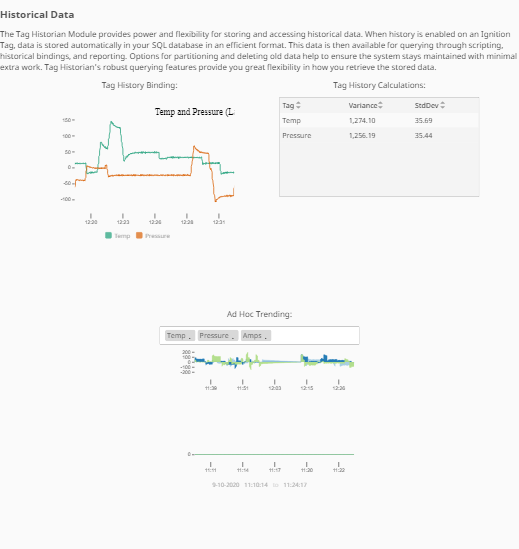 Historical Data
The Tag Historian Module provides power and flexibility for storing and accessing historical data. When history is enabled on an Ignition
Tag, data is stored automatically in your SQL database in an efficient format. This data is then available for querying through scripting,
historical bindings, and reporting. Options for partitioning and deleting old data help to ensure the system stays maintained with minimal
extra work. Tag Historian's robust querying features provide you great flexibility in how you retrieve the stored data.
Tag History Binding:
Temp and Pressure (L
150
100
50
0
-50
-100
12:20 12:23 12:26 12:28 12:31
Temp Pressure
Tag History Calculations:
Tag Variance StdDev
Temp 1,274.10 35.69
Pressure 1,256.19 35.44
Ad Hoc Trending:
Temp Pressure Amps
200
100
0
-100
-200
11:39 11:51 12:03 12:15 12:26
0
11:11 11:14 11:17 11:20 11:22
9-10-2020 11:10:14 to 11:24:17